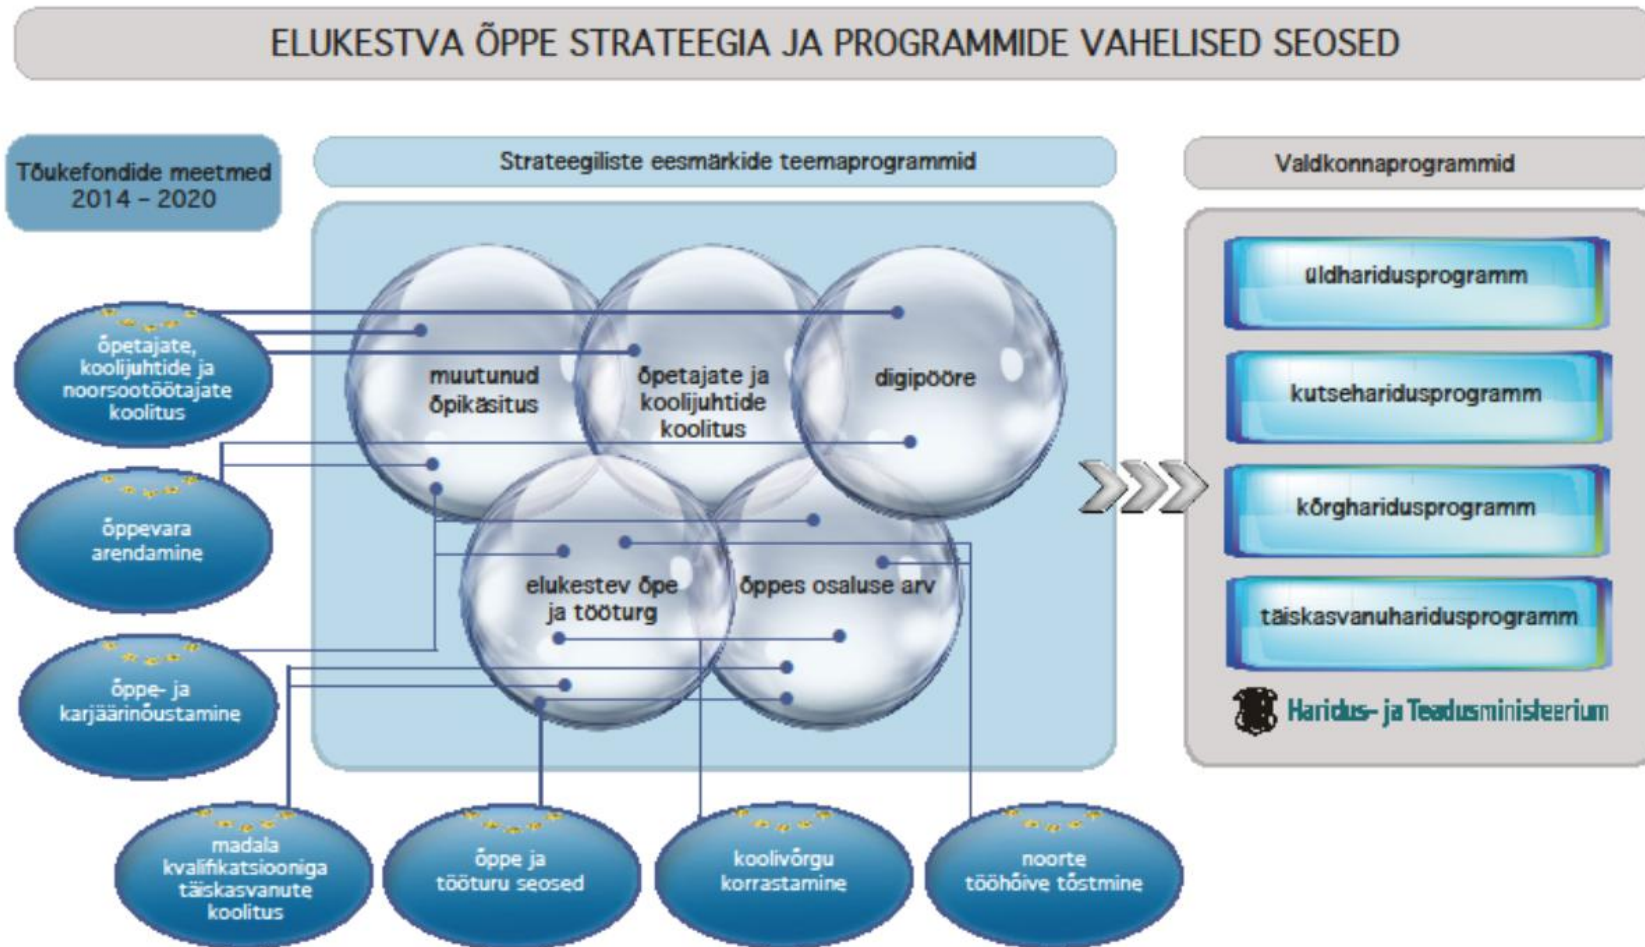 ELUKESTVA ÕPPE STRATEEGIA JA PROGRAMMIDE VAHELISED SEOSED
Tõukefondide meetmed
2014 – 2020
Strateegiliste eesmärkide teemaprogrammid
Valdkonnaprogrammid
õpetajate,
koolijuhtide ja
noorsootöötajate
koolitus
õppevara
arendamine
õppe- ja
karjäärinõustamine
madala
kvalifikatsiooniga
täiskasvanute
koolitus
õppe ja
tööturu seosed
koolivõrgu
korrastamine
noorte
tööhõive tõstmine
muutunud
õpikäsitus
õpetajate ja
koolijuhtide
koolitus
digipööre
elukestev õpe
ja tööturg
õppes osaluse arv
üldharidusprogramm
kutseharidusprogramm
kõrgharidusprogramm
täiskasvanuharidusprogramm
Haridus- ja Teadusministeerium